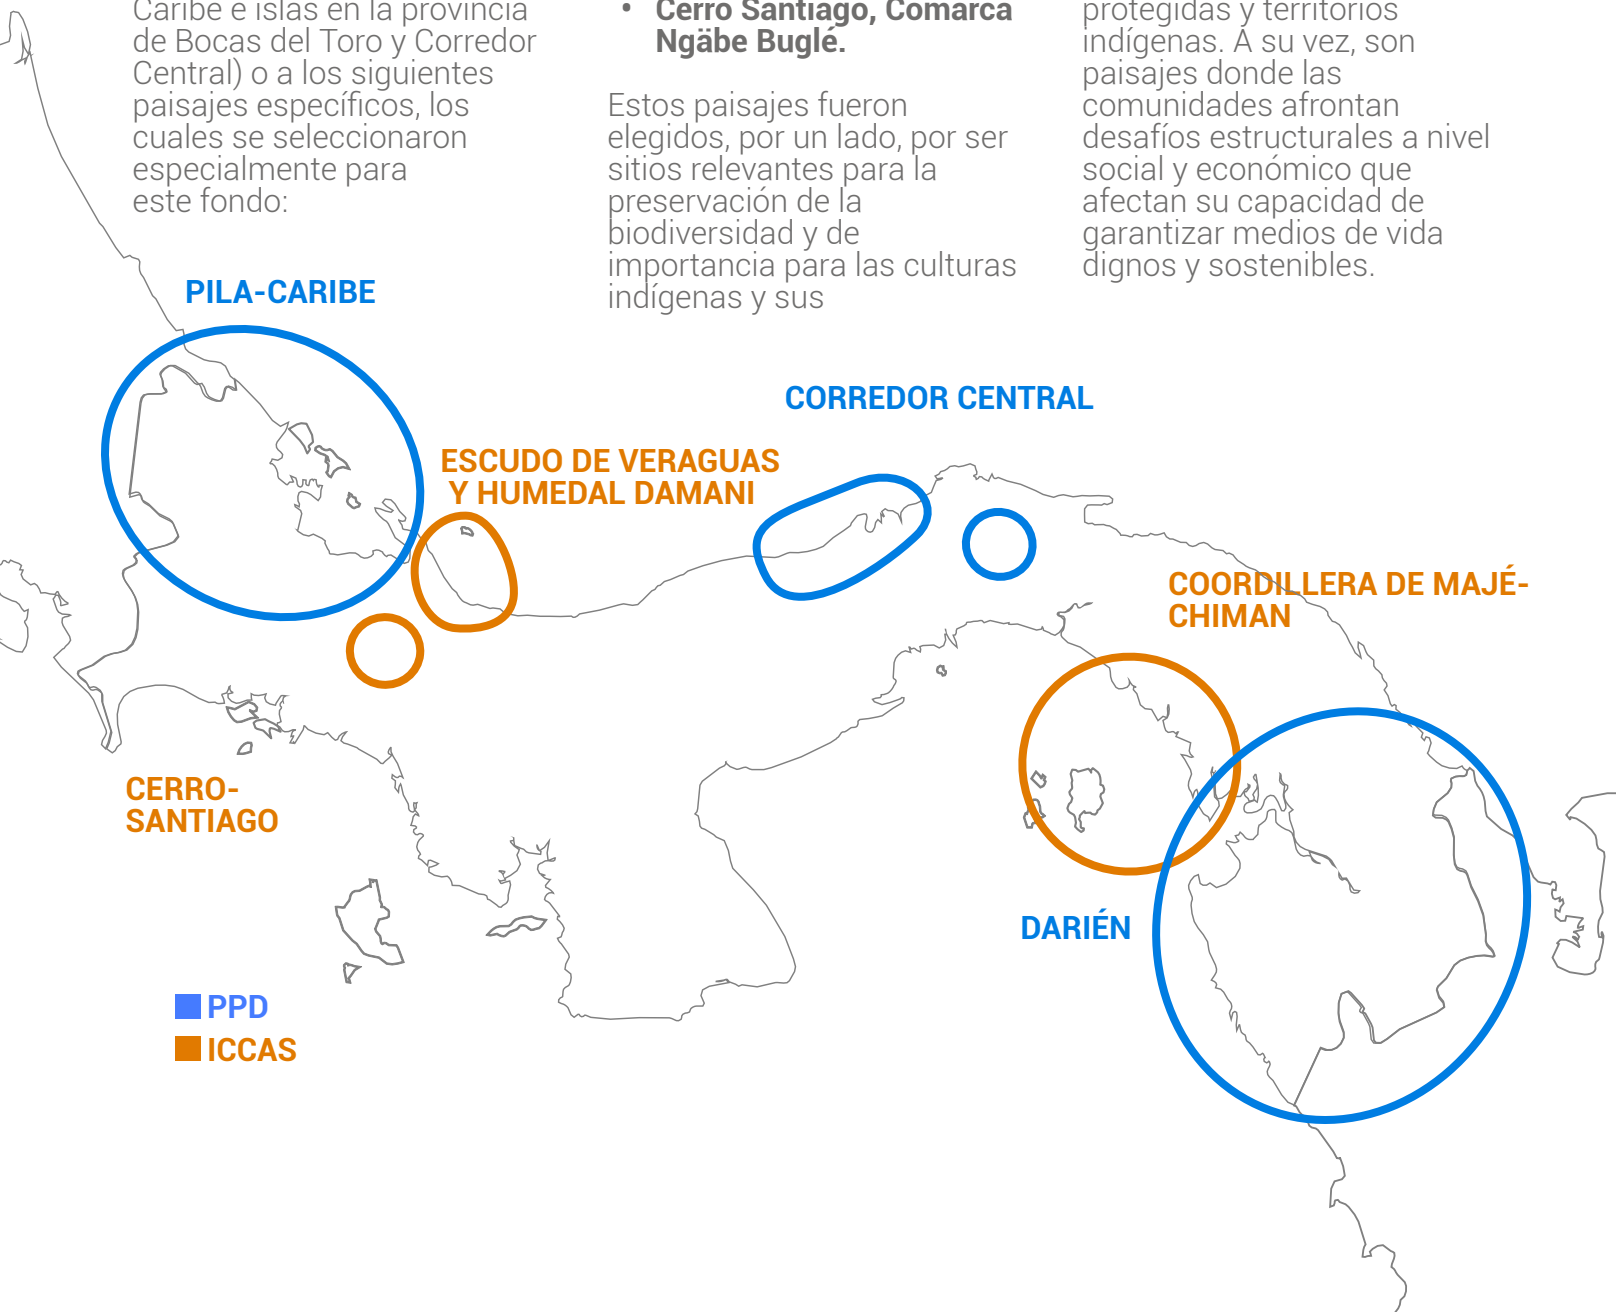 Caribe e islas en la provincia
de Bocas del Toro y Corredor
Central) o a los siguientes
paisajes específicos, los
cuales se seleccionaron
especialmente para
este fondo:
• Cerro Santiago, Comarca
Ngäbe Buglé.
Estos paisajes fueron
elegidos, por un lado, por ser
sitios relevantes para la
preservación de la
biodiversidad y de
importancia para las culturas
indígenas y sus
protegidas y territorios
indígenas. A su vez, son
paisajes donde las
comunidades afrontan
desafíos estructurales a nivel
social y económico que
afectan su capacidad de
garantizar medios de vida
dignos y sostenibles.
PILA-CARIBE
CORREDOR CENTRAL
ESCUDO DE VERAGUAS
Y HUMEDAL DAMANI
COORDILLERA DE MAJÉ-
CHIMAN
CERRO-
SANTIAGO
DARIÉN
PPD
ICCAS